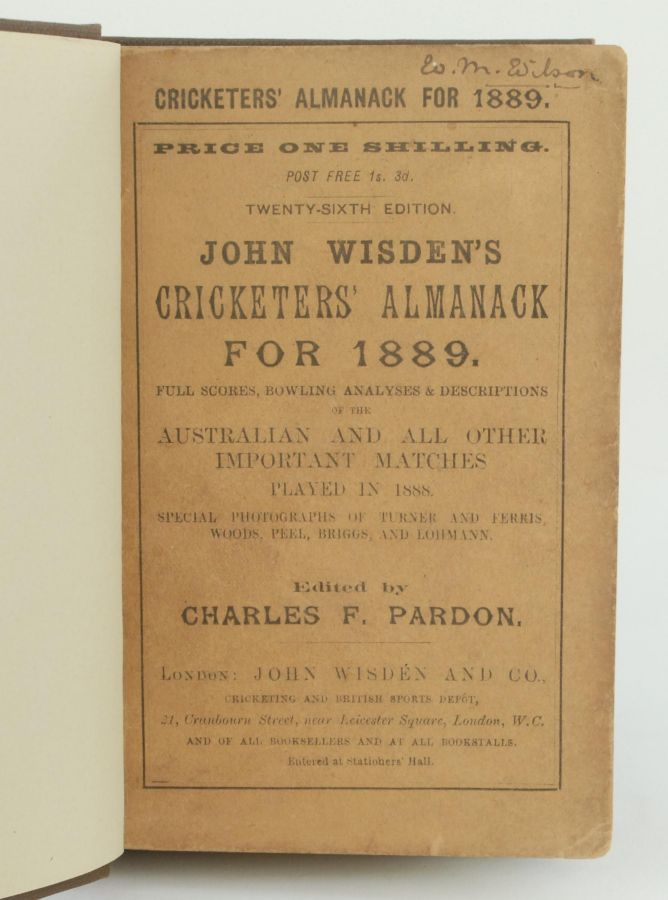 W. M. Wilson
CRICKETERS' ALMANACK FOR 1889.
PRICE ONE SHILLING.
POST FREE 1s. 3d.
TWENTY-SIXTH EDITION.
JOHN WISDEN'S
CRICKETERS' ALMANACK
FOR 1889.
FULL SCORES, BOWLING ANALYSES & DESCRIPTIONS
OF THE
AUSTRALIAN AND ALL OTHER
IMPORTANT MATCHES
PLAYED IN 1888.
SPECIAL PHOTOGRAPHS OF TURNER AND FERRIS,
WOODS, PEEL, BRIGGS, AND LOHMANN.
Edited by
CHARLES F. PARDON.
LONDON: JOHN WISDEN AND CO.,
CRICKETING AND BRITISH SPORTS DEPÔT,
21, Cranbourn Street, near Leicester Square, London, W.C.
AND OF ALL BOOKSELLERS AND AT ALL BOOKSTALLS.
Entered at Stationers' Hall.